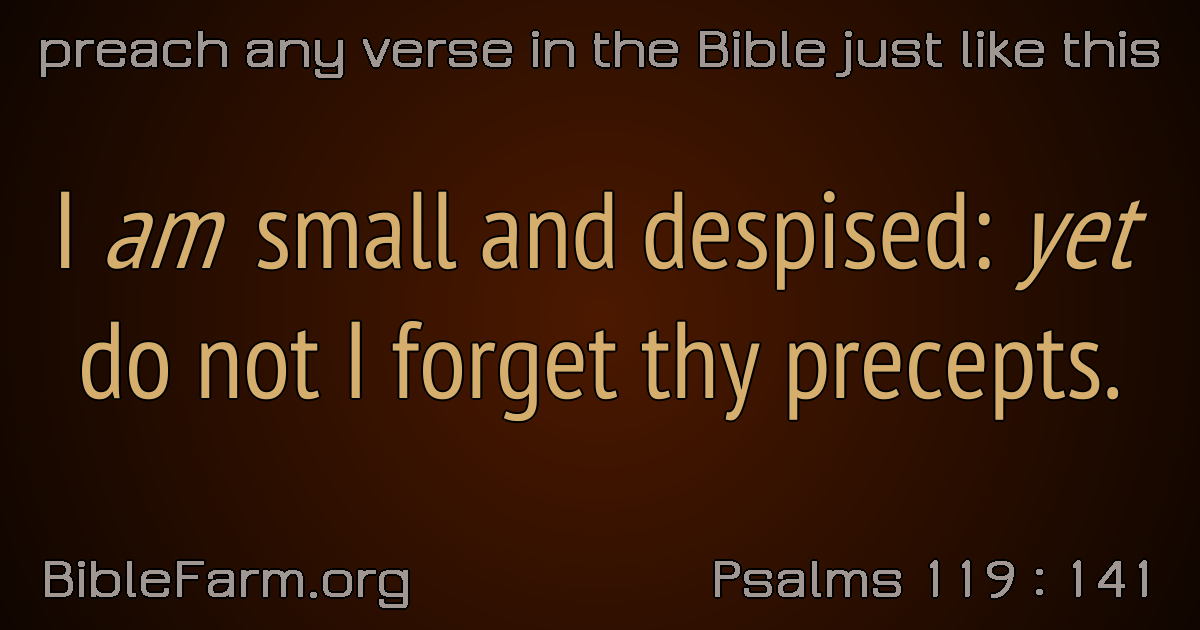 preach any verse in the Bible just like this
I am small and despised: yet
do not I forget thy precepts.
BibleFarm.org
Psalms 119 : 141